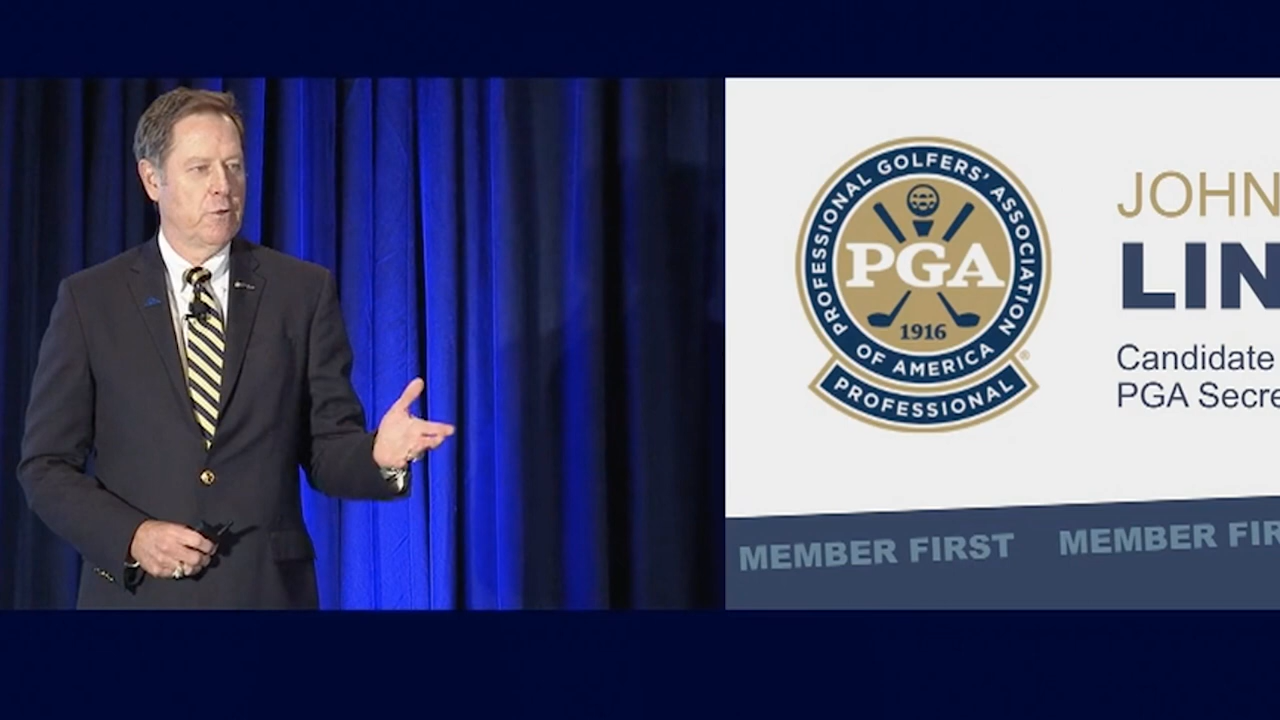 PROFESSIONAL GOLFERS' ASSOCIATION
OF AMERICA
PGA
1916
PROFESSIONAL
®
JOHN
LIN
Candidate
PGA Secre
MEMBER FIRST MEMBER FIR